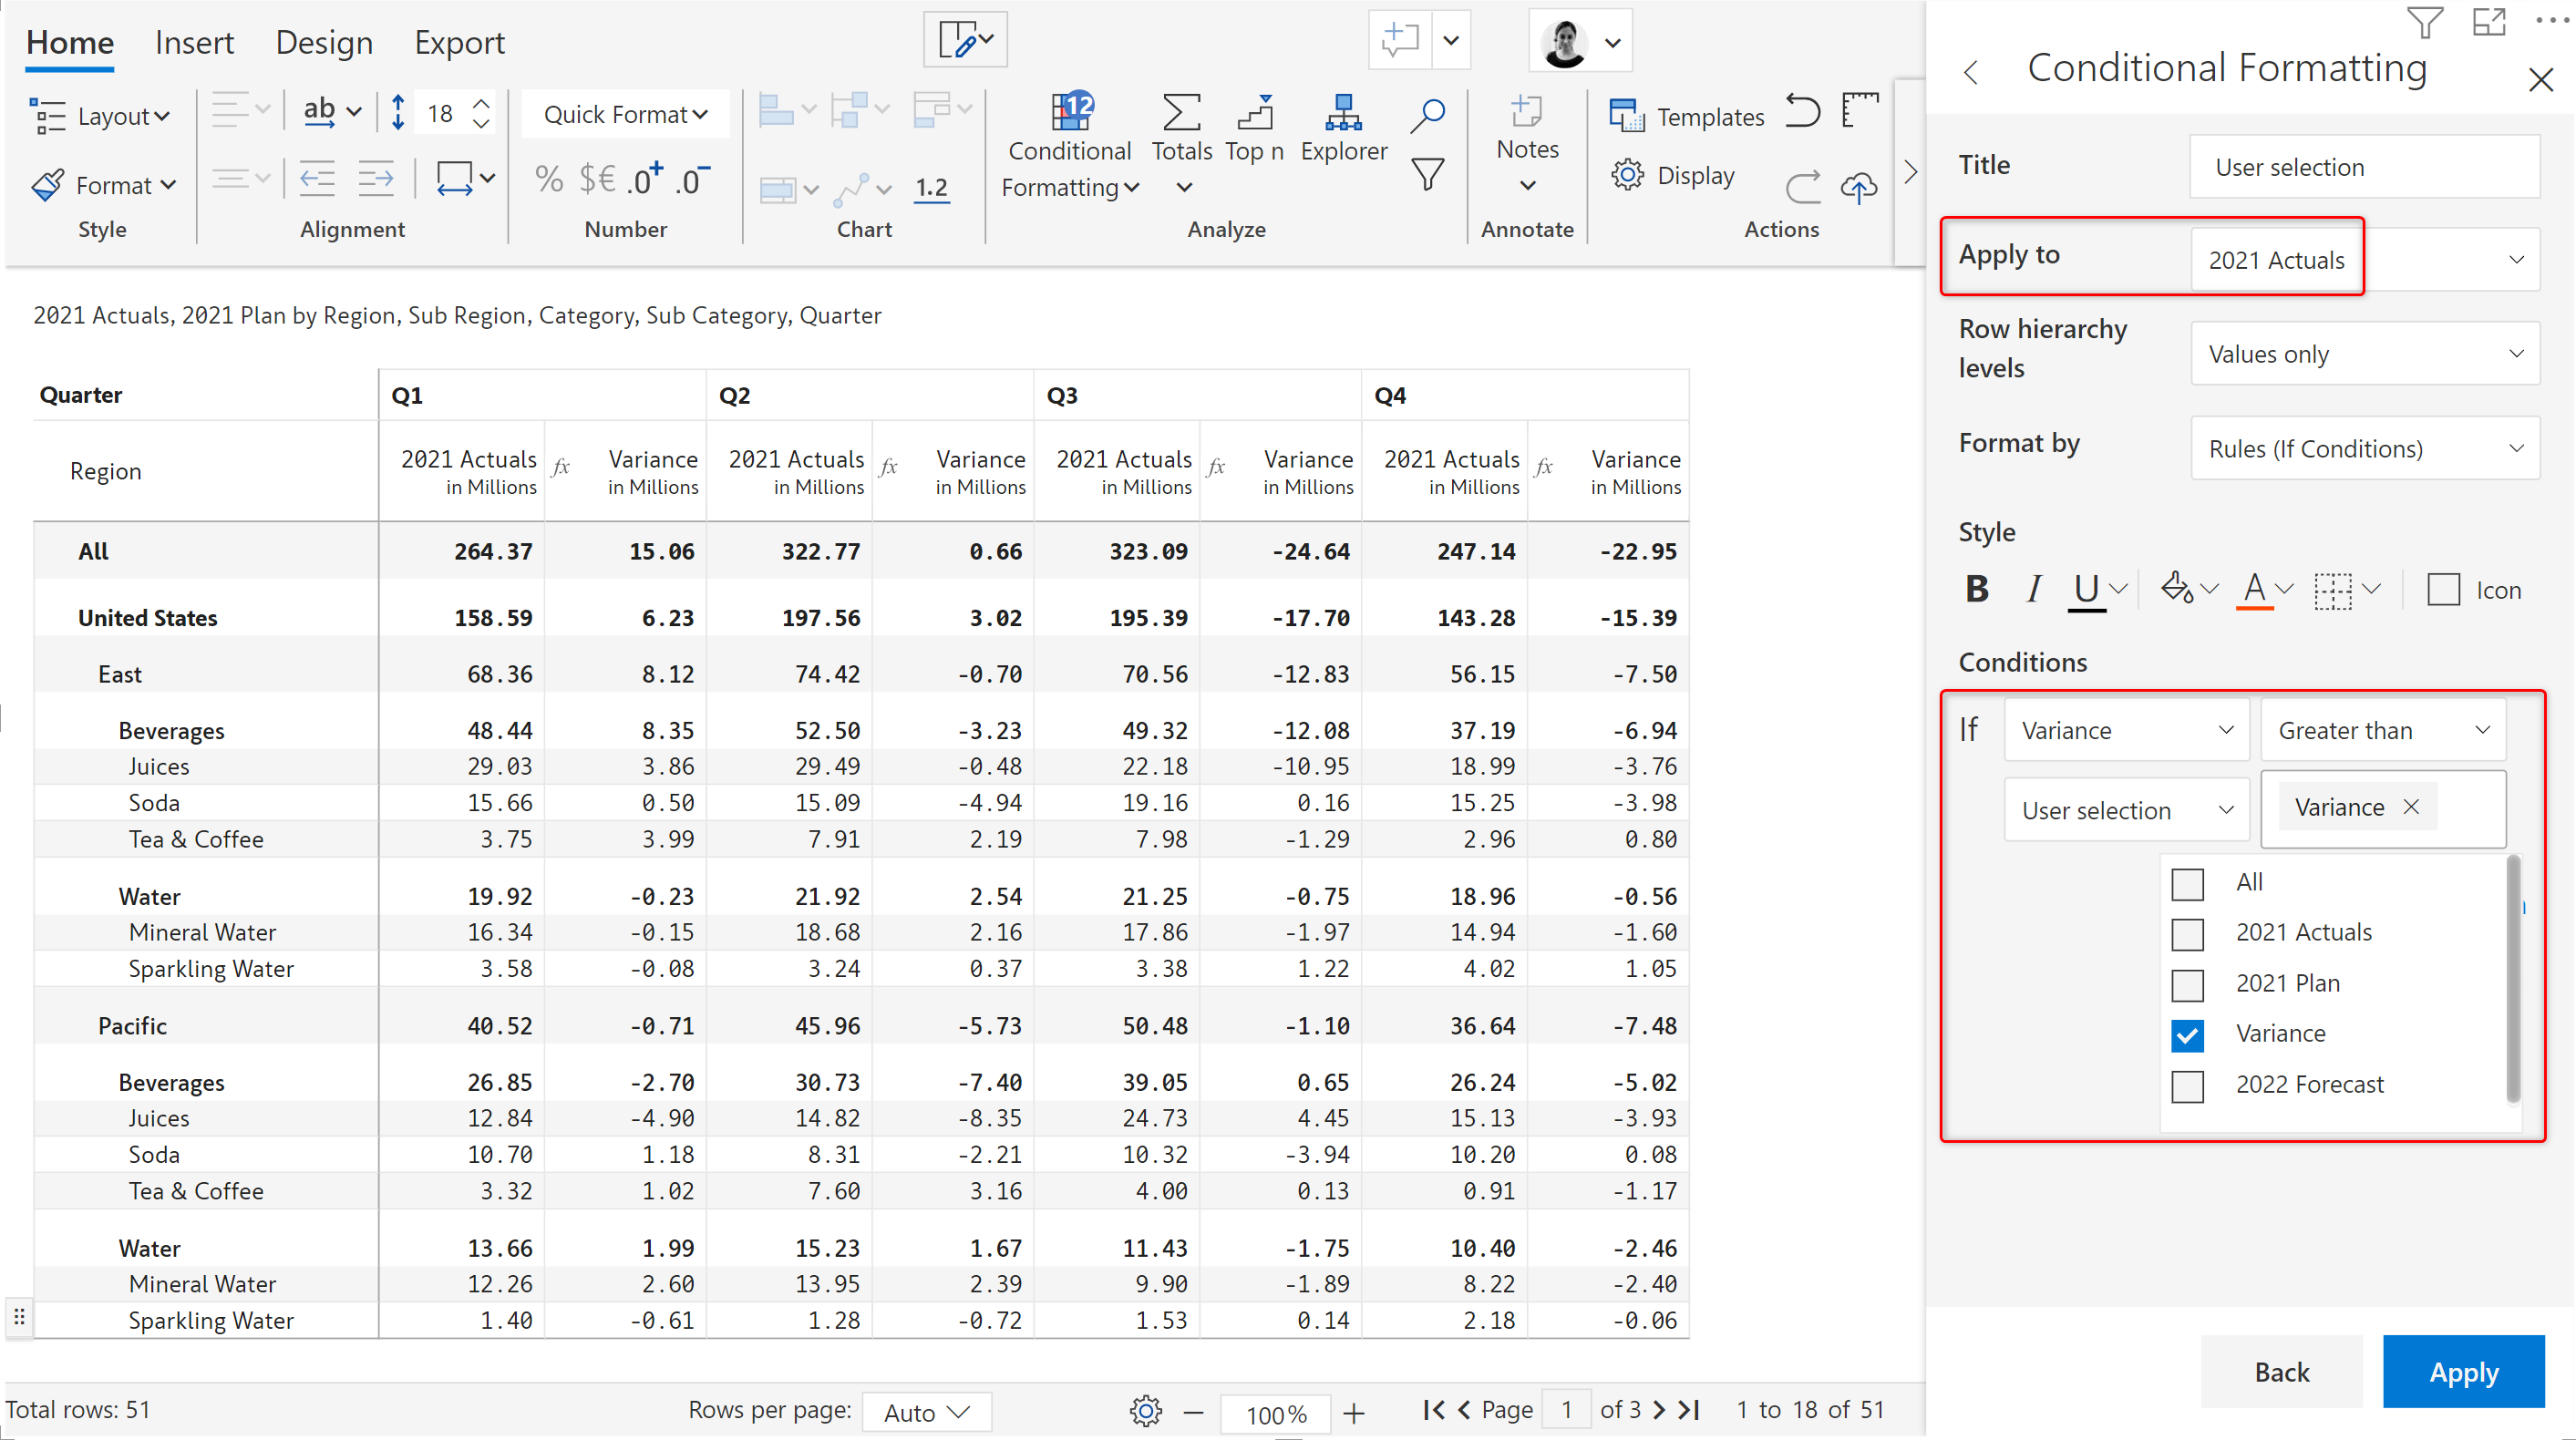 Home Insert Design Export
Layout ab 18 Quick Format 12 Templates
Conditional Formatting Totals Top n Explorer Notes
Format % $€ .0+ .0- 1.2 Display
Style Alignment Number Chart Analyze Annotate Actions
2021 Actuals, 2021 Plan by Region, Sub Region, Category, Sub Category, Quarter
Quarter Q1 Q2 Q3 Q4
Region 2021 Actuals fx Variance 2021 Actuals fx Variance 2021 Actuals fx Variance 2021 Actuals fx Variance
in Millions in Millions in Millions in Millions in Millions in Millions in Millions in Millions
All 264.37 15.06 322.77 0.66 323.09 -24.64 247.14 -22.95
United States 158.59 6.23 197.56 3.02 195.39 -17.70 143.28 -15.39
East 68.36 8.12 74.42 -0.70 70.56 -12.83 56.15 -7.50
Beverages 48.44 8.35 52.50 -3.23 49.32 -12.08 37.19 -6.94
Juices 29.03 3.86 29.49 -0.48 22.18 -10.95 18.99 -3.76
Soda 15.66 0.50 15.09 -4.94 19.16 0.16 15.25 -3.98
Tea & Coffee 3.75 3.99 7.91 2.19 7.98 -1.29 2.96 0.80
Water 19.92 -0.23 21.92 2.54 21.25 -0.75 18.96 -0.56
Mineral Water 16.34 -0.15 18.68 2.16 17.86 -1.97 14.94 -1.60
Sparkling Water 3.58 -0.08 3.24 0.37 3.38 1.22 4.02 1.05
Pacific 40.52 -0.71 45.96 -5.73 50.48 -1.10 36.64 -7.48
Beverages 26.85 -2.70 30.73 -7.40 39.05 0.65 26.24 -5.02
Juices 12.84 -4.90 14.82 -8.35 24.73 4.45 15.13 -3.93
Soda 10.70 1.18 8.31 -2.21 10.32 -3.94 10.20 0.08
Tea & Coffee 3.32 1.02 7.60 3.16 4.00 0.13 0.91 -1.17
Water 13.66 1.99 15.23 1.67 11.43 -1.75 10.40 -2.46
Mineral Water 12.26 2.60 13.95 2.39 9.90 -1.89 8.22 -2.40
Sparkling Water 1.40 -0.61 1.28 -0.72 1.53 0.14 2.18 -0.06
Total rows: 51 Rows per page: Auto 100% Page 1 of 3 1 to 18 of 51
Conditional Formatting
Title User selection
Apply to 2021 Actuals
Row hierarchy levels Values only
Format by Rules (If Conditions)
Style
B I U A Icon
Conditions
If Variance Greater than
User selection Variance
All
2021 Actuals
2021 Plan
Variance
2022 Forecast
Back Apply